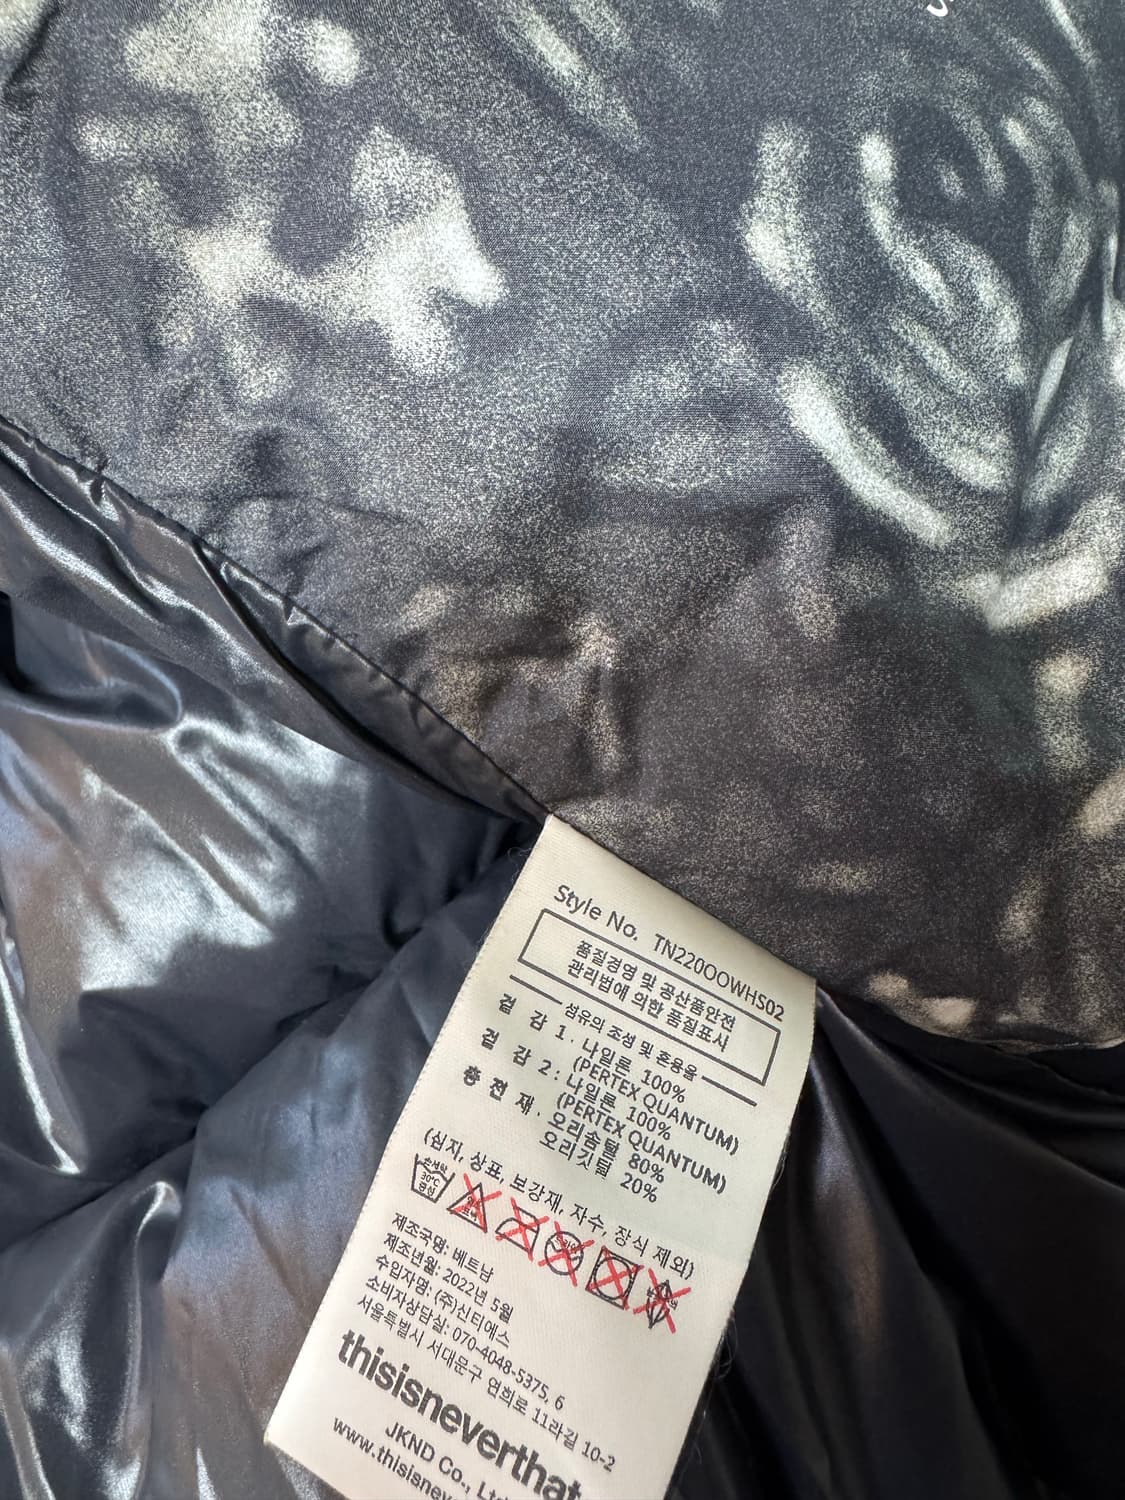 Style No. TN220OOWHS02
품질경영 및 공산품안전
관리법에 의한 품질표시
섬유의 조성 및 혼용율
겉 감 1 : 나일론 100%
(PERTEX QUANTUM)
겉 감 2 : 나일론 100%
(PERTEX QUANTUM)
충 전 재 : 오리솜털 80%
오리깃털 20%
(심지, 상표, 보강재, 자수, 장식 제외)
손세탁
30℃
중성
제조국명: 베트남
제조년월: 2022년 5월
수입자명: (주)신티에스
소비자상담실: 070-4048-5375, 6
서울특별시 서대문구 연희로 11라길 10-2
thisisneverthat
JKND Co., Ltd
www.thisisnev